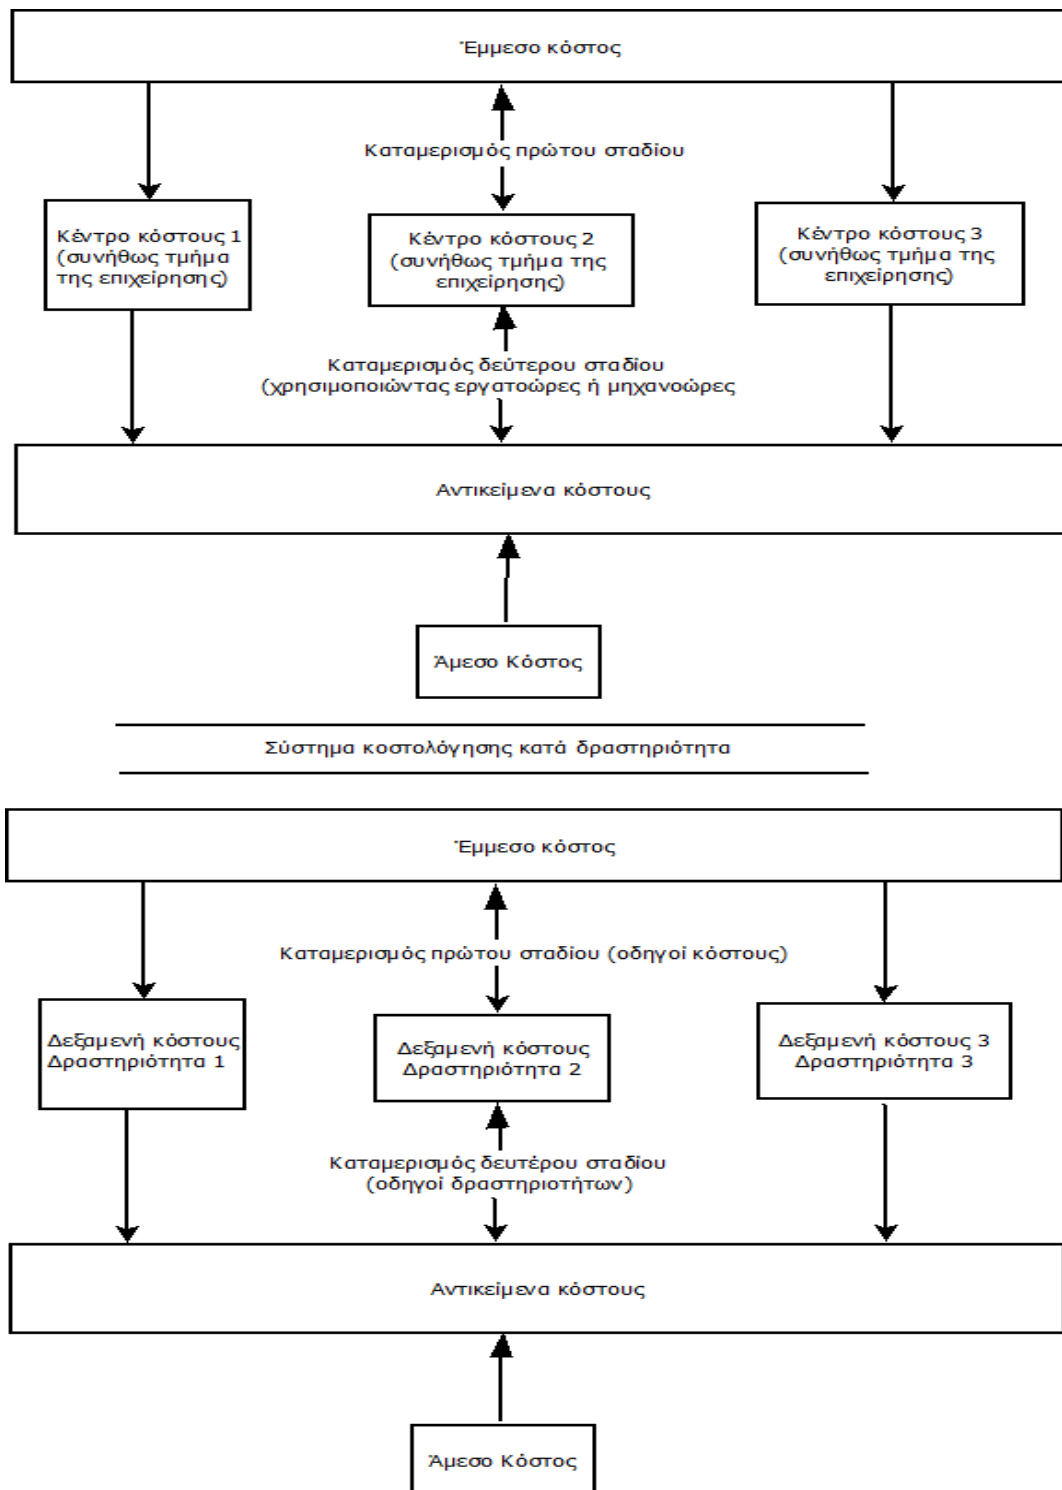 Έμμεσο κόστος
Καταμερισμός πρώτου σταδίου
Κέντρο κόστους 1
(συνήθως τμήμα
της επιχείρησης)
Κέντρο κόστους 2
(συνήθως τμήμα της
επιχείρησης)
Κέντρο κόστους 3
(συνήθως τμήμα της
επιχείρησης)
Καταμερισμός δεύτερου σταδίου
(χρησιμοποιώντας εργατοώρες ή μηχανοώρες
Αντικείμενα κόστους
Άμεσο Κόστος
Σύστημα κοστολόγησης κατά δραστηριότητα
Έμμεσο κόστος
Καταμερισμός πρώτου σταδίου (οδηγοί κόστους)
Δεξαμενή κόστους
Δραστηριότητα 1
Δεξαμενή κόστους
Δραστηριότητα 2
Δεξαμενή κόστους 3
Δραστηριότητα 3
Καταμερισμός δευτέρου σταδίου
(οδηγοί δραστηριοτήτων)
Αντικείμενα κόστους
Άμεσο Κόστος